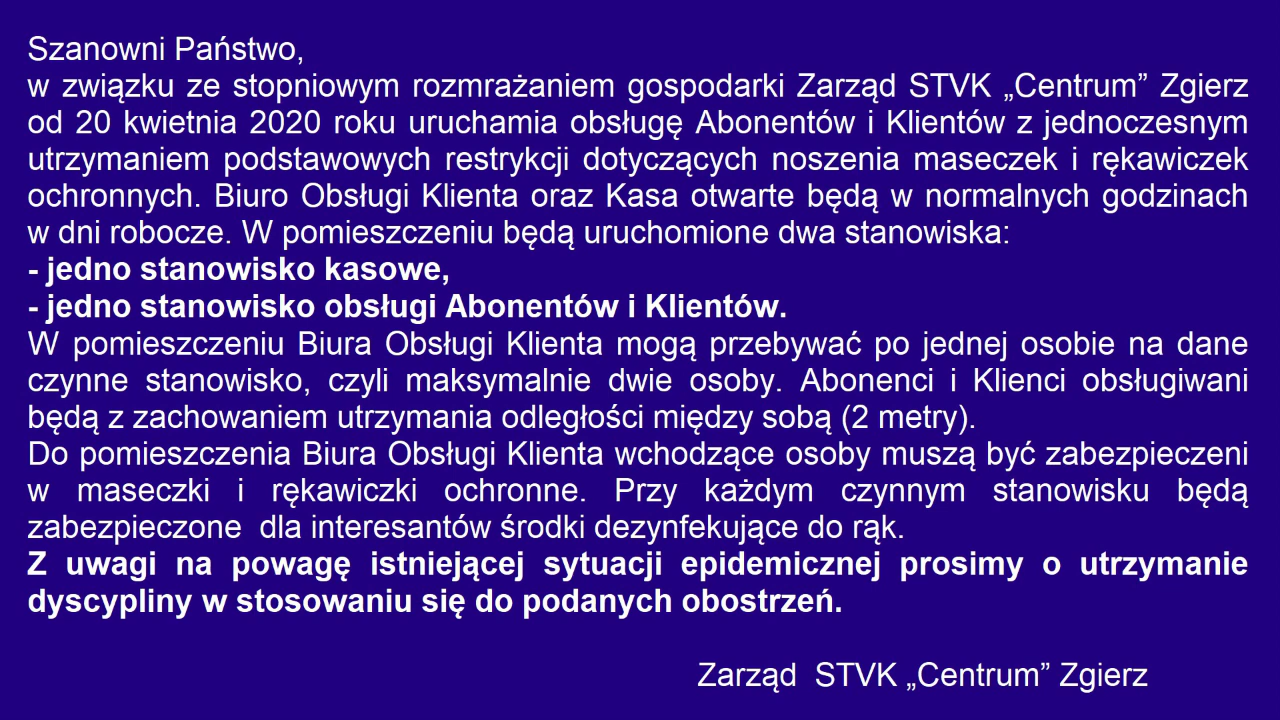 Szanowni Państwo,
w związku ze stopniowym rozmrażaniem gospodarki Zarząd STVK „Centrum” Zgierz
od 20 kwietnia 2020 roku uruchamia obsługę Abonentów i Klientów z jednoczesnym
utrzymaniem podstawowych restrykcji dotyczących noszenia maseczek i rękawiczek
ochronnych. Biuro Obsługi Klienta oraz Kasa otwarte będą w normalnych godzinach
w dni robocze. W pomieszczeniu będą uruchomione dwa stanowiska:
- jedno stanowisko kasowe,
- jedno stanowisko obsługi Abonentów i Klientów.
W pomieszczeniu Biura Obsługi Klienta mogą przebywać po jednej osobie na dane
czynne stanowisko, czyli maksymalnie dwie osoby. Abonenci i Klienci obsługiwani
będą z zachowaniem utrzymania odległości między sobą (2 metry).
Do pomieszczenia Biura Obsługi Klienta wchodzące osoby muszą być zabezpieczeni
w maseczki i rękawiczki ochronne. Przy każdym czynnym stanowisku będą
zabezpieczone  dla interesantów środki dezynfekujące do rąk.
Z uwagi na powagę istniejącej sytuacji epidemicznej prosimy o utrzymanie
dyscypliny w stosowaniu się do podanych obostrzeń.
Zarząd  STVK „Centrum” Zgierz